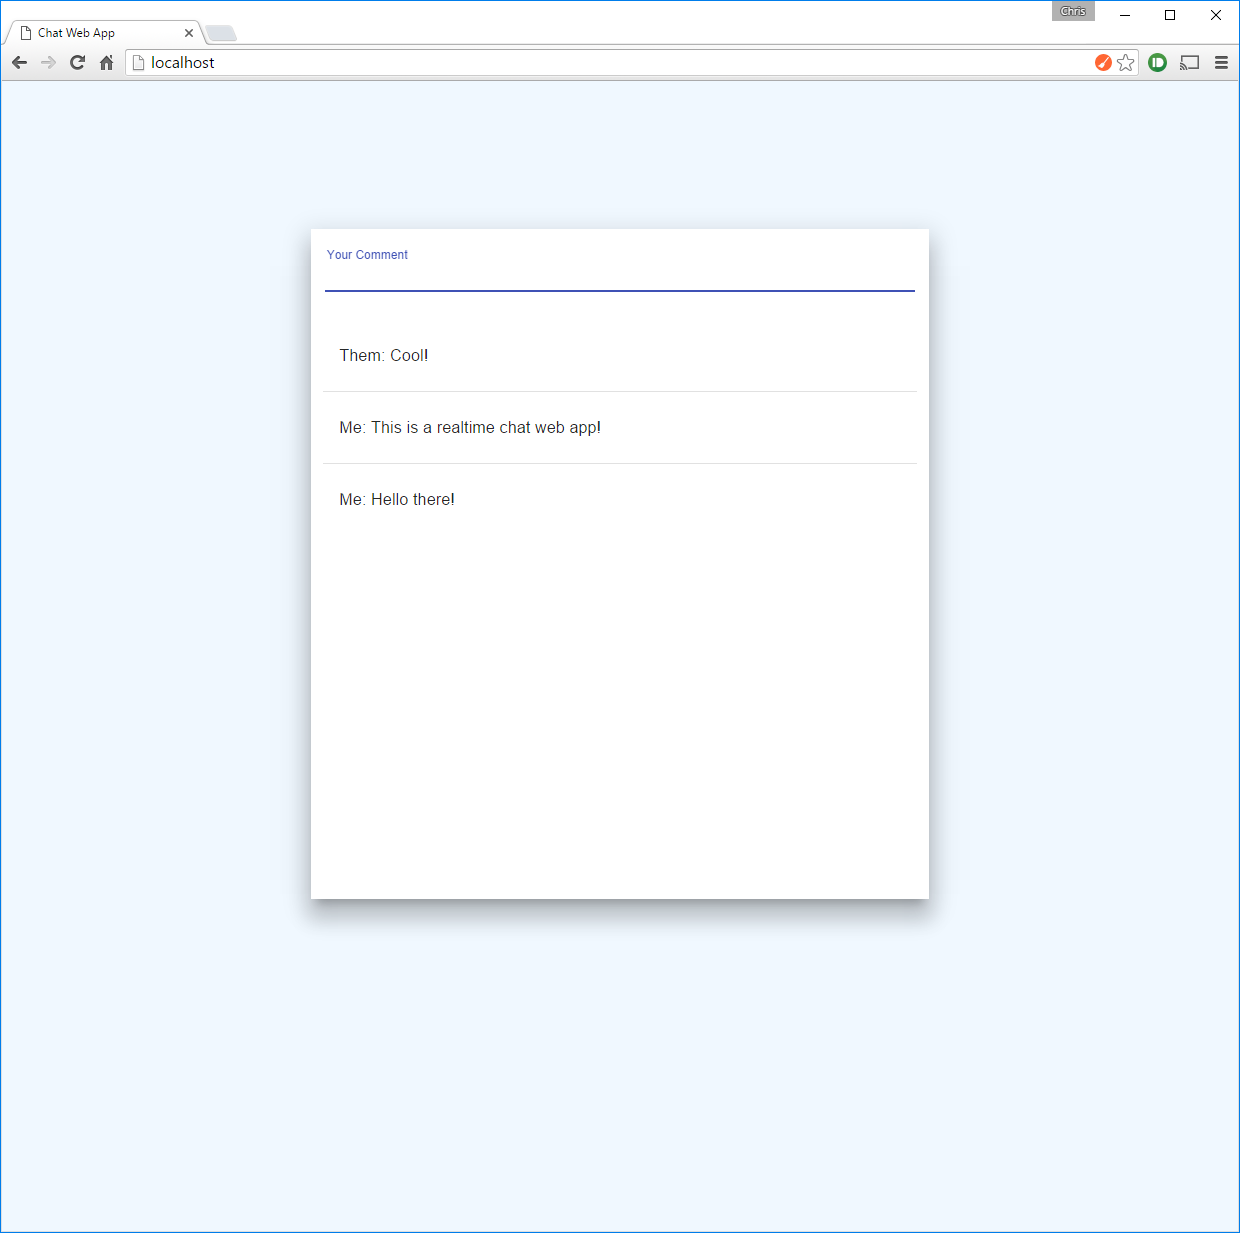 Chris
Chat Web App
localhost
Your Comment
Them: Cool!
Me: This is a realtime chat web app!
Me: Hello there!